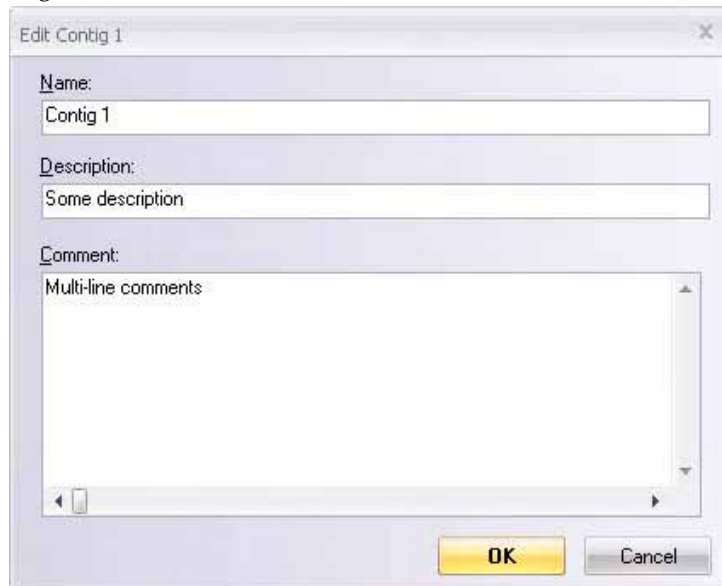 Edit Contig 1
Name:
Contig 1
Description:
Some description
Comment:
Multi-line comments
OK
Cancel